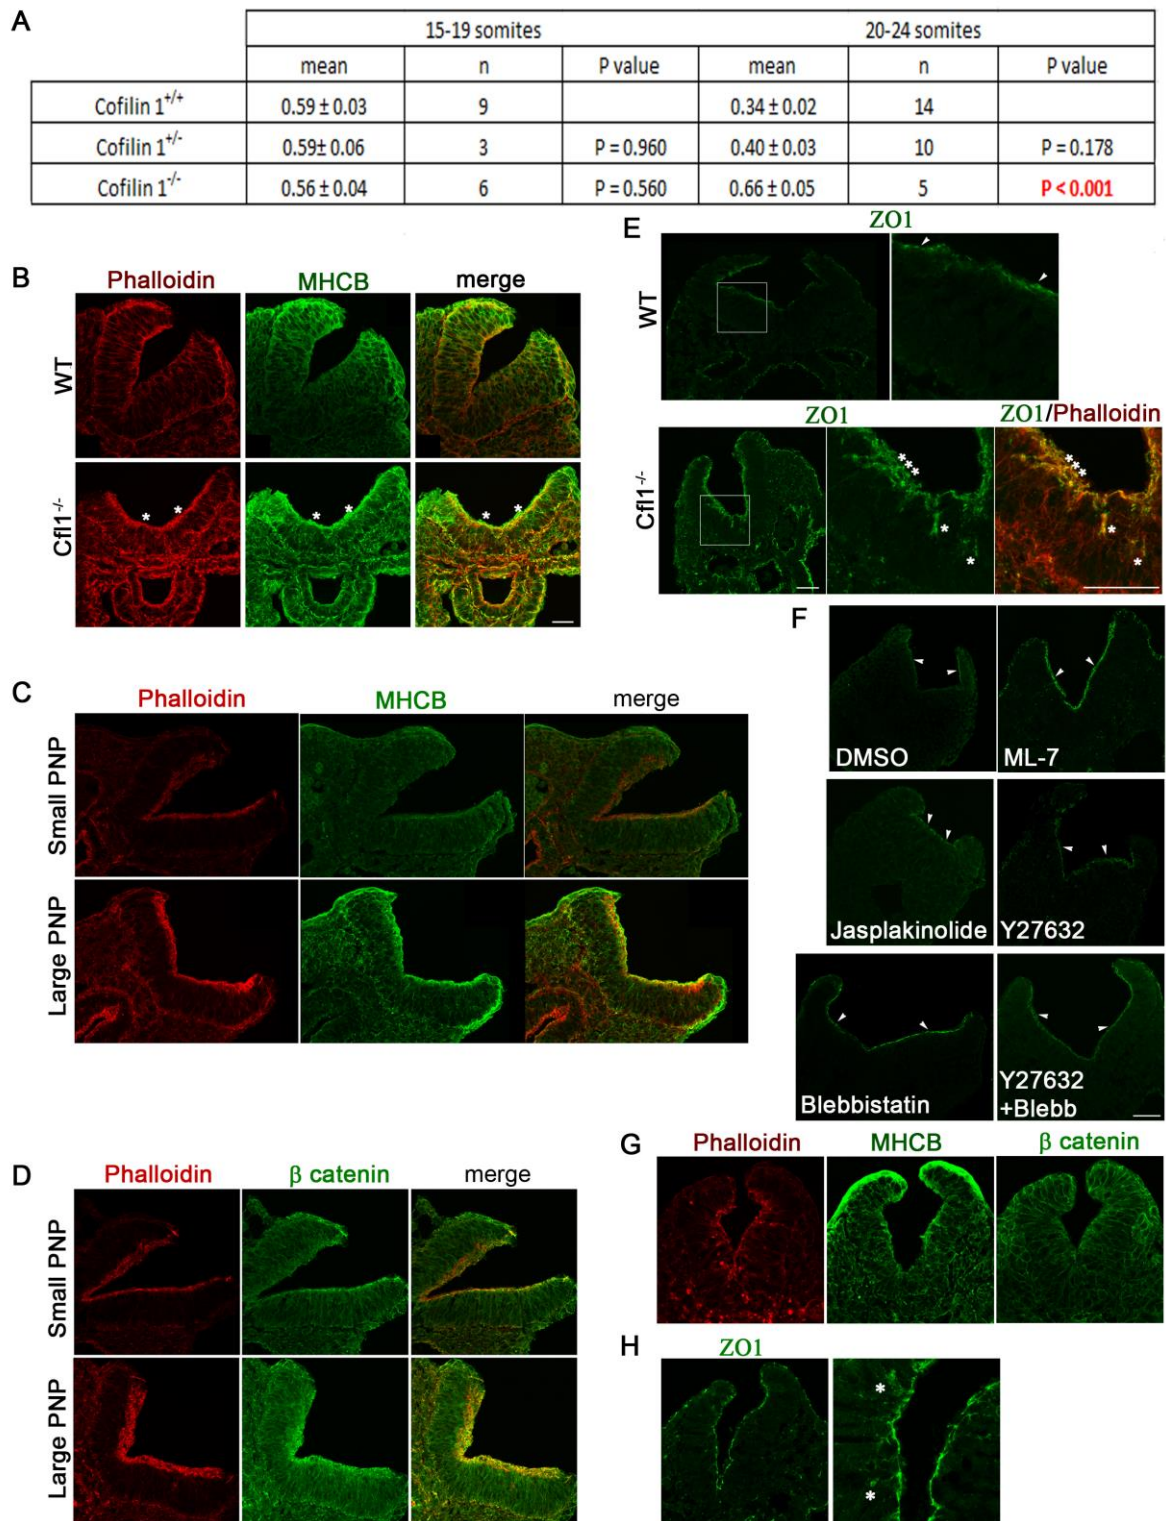 A
15-19 somites 20-24 somites
mean n P value mean n P value
Cofilin 1+/+ 0.59 ± 0.03 9 0.34 ± 0.02 14
Cofilin 1+/- 0.59± 0.06 3 P = 0.960 0.40 ± 0.03 10 P = 0.178
Cofilin 1-/- 0.56 ± 0.04 6 P = 0.560 0.66 ± 0.05 5 P < 0.001
B
Phalloidin MHCB merge
WT
Cfl1-/-
* *
* *
* *
C
Phalloidin MHCB merge
Small PNP
Large PNP
D
Phalloidin β catenin merge
Small PNP
Large PNP
E
ZO1
WT
ZO1 ZO1/Phalloidin
Cfl1-/-
*** * *
*** * *
F
DMSO ML-7
Jasplakinolide Y27632
Blebbistatin Y27632
+Blebb
G
Phalloidin MHCB β catenin
H
ZO1
*
*